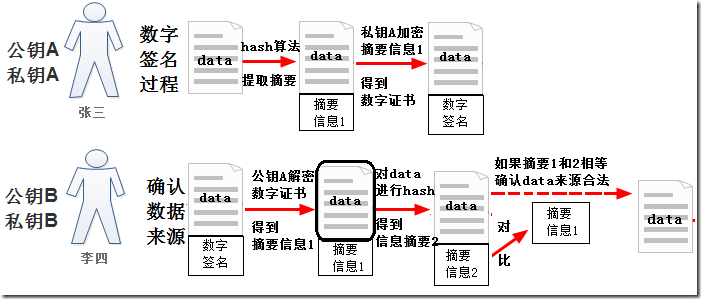 公钥A
私钥A
张三
数字
签名
过程
data
hash算法
提取摘要
data
摘要
信息1
私钥A加密
摘要信息1
得到
数字证书
data
数字
签名
公钥B
私钥B
李四
确认
数据
来源
data
数字
签名
公钥A解密
数字证书
得到
摘要信息1
data
摘要
信息1
对data
进行hash
得到
信息摘要2
data
摘要
信息2
如果摘要1和2相等
确认data来源合法
对
比
摘要
信息1
data